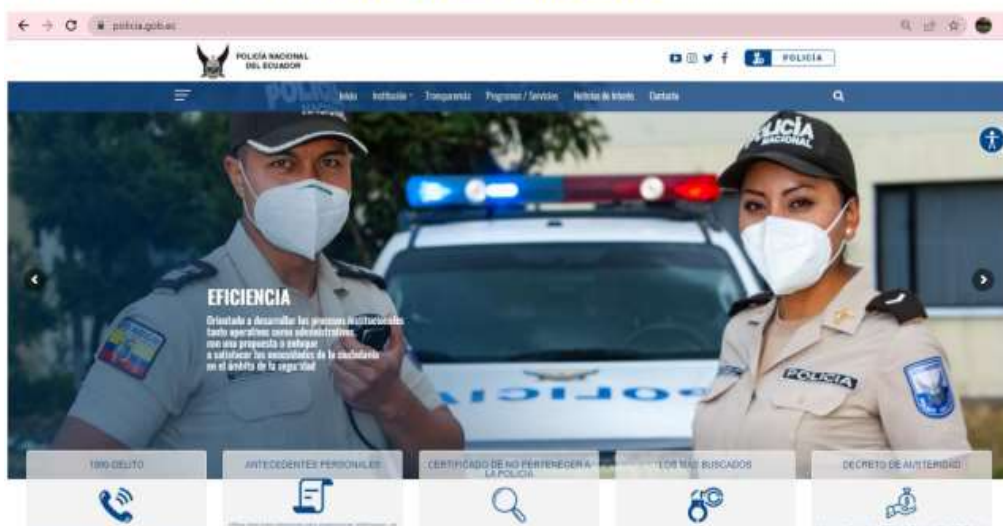 policia.gob.ec
POLICÍA NACIONAL
DEL ECUADOR
POLICÍA
Inicio Institución Transparencia Programas / Servicios Noticias de Interés Contacto
POLICÍA
NACIONAL
EFICIENCIA
Orientada a desarrollar los procesos institucionales
tanto operativos como administrativos,
con una propuesta o enfoque
a satisfacer las necesidades de la ciudadanía
en el ámbito de la seguridad
POLICIA
POLICIA
1800-DELITO
ANTECEDENTES PERSONALES
CERTIFICADO DE NO PERTENECER A
LA POLICÍA
LOS MÁS BUSCADOS
DECRETO DE AUSTERIDAD